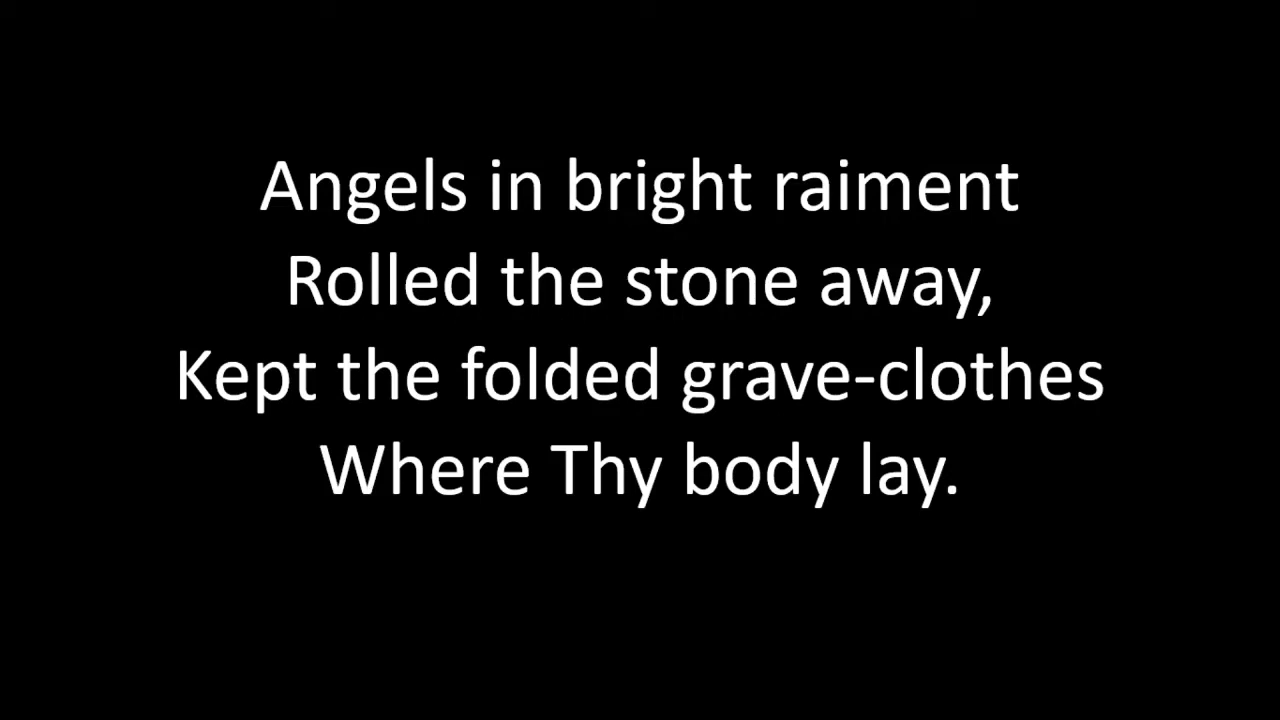 Angels in bright raiment
Rolled the stone away,
Kept the folded grave-clothes
Where Thy body lay.